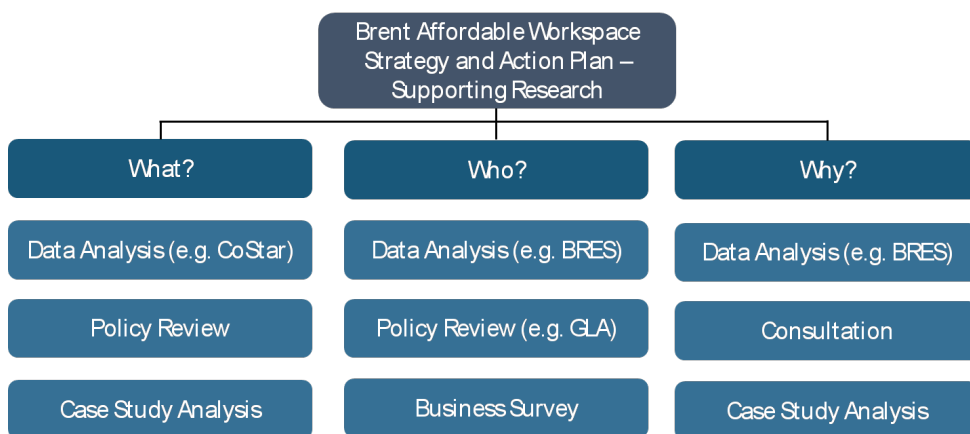 Brent Affordable Workspace
Strategy and Action Plan –
Supporting Research
What?
Who?
Why?
Data Analysis (e.g. CoStar)
Data Analysis (e.g. BRES)
Data Analysis (e.g. BRES)
Policy Review
Policy Review (e.g. GLA)
Consultation
Case Study Analysis
Business Survey
Case Study Analysis